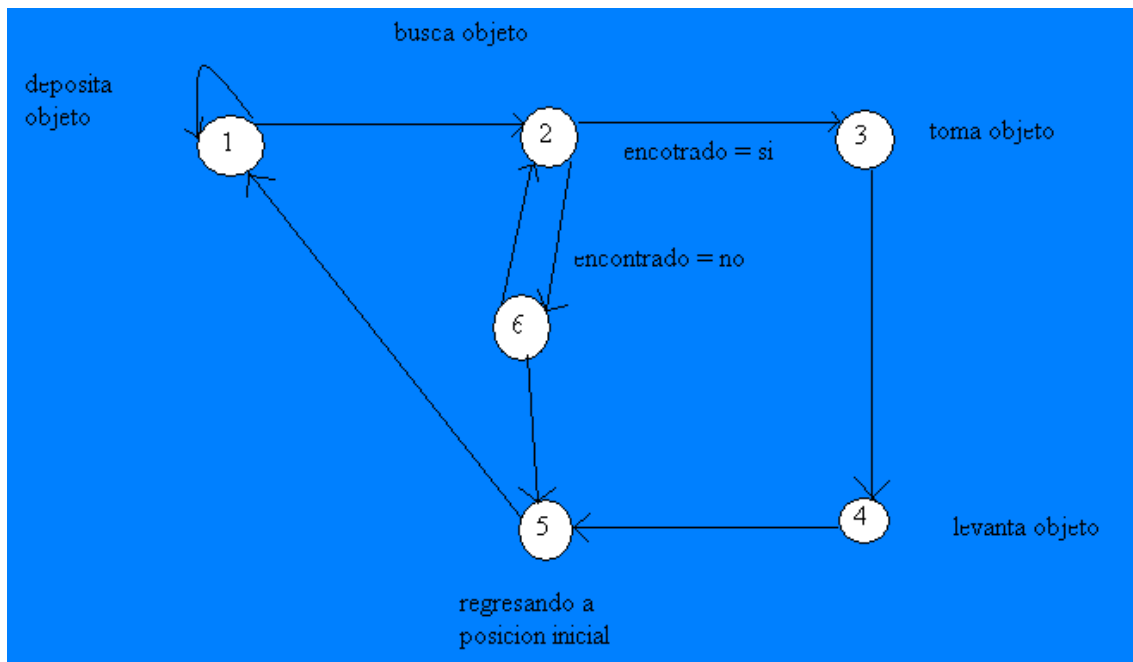 busca objeto
deposita
objeto
1
2
3
toma objeto
encotrado = si
encontrado = no
6
5
4
levanta objeto
regresando a
posicion inicial